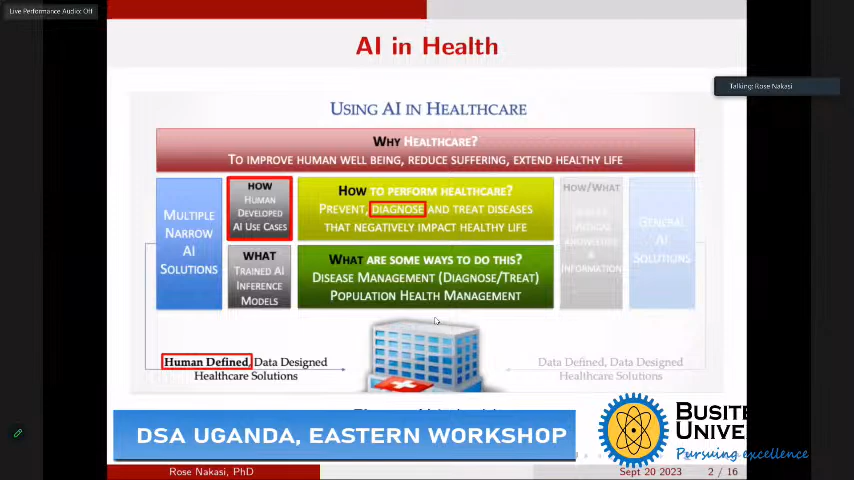 Live Performance Audio: Off
AI in Health
Talking: Rose Nakasi
USING AI IN HEALTHCARE
WHY HEALTHCARE?
TO IMPROVE HUMAN WELL BEING, REDUCE SUFFERING, EXTEND HEALTHY LIFE
MULTIPLE
NARROW
AI
SOLUTIONS
HOW
HUMAN
DEVELOPED
AI USE CASES
WHAT
TRAINED AI
INFERENCE
MODELS
HOW TO PERFORM HEALTHCARE?
PREVENT, DIAGNOSE AND TREAT DISEASES
THAT NEGATIVELY IMPACT HEALTHY LIFE
WHAT ARE SOME WAYS TO DO THIS?
DISEASE MANAGEMENT (DIAGNOSE/TREAT)
POPULATION HEALTH MANAGEMENT
HOW/WHAT
MEDICAL
KNOWLEDGE
&
INFORMATION
GENERAL
AI
SOLUTIONS
Human Defined, Data Designed
Healthcare Solutions
Data Defined, Data Designed
Healthcare Solutions
DSA UGANDA, EASTERN WORKSHOP
BUSITE
UNIVE
Pursuing excellence
Rose Nakasi, PhD
Sept 20 2023
2 / 16